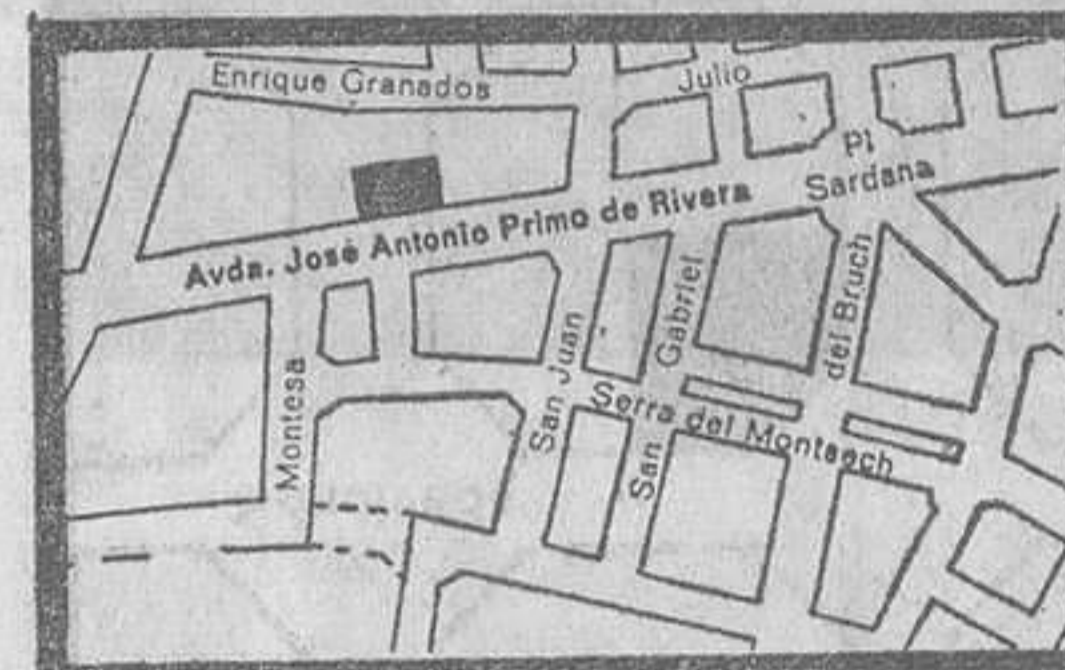 Enrique Granados
Julio
Pl
Sardana
Avda. José Antonio Primo de Rivera
Montesa
San Juan
San Gabriel
del Bruch
Serra del Montsech